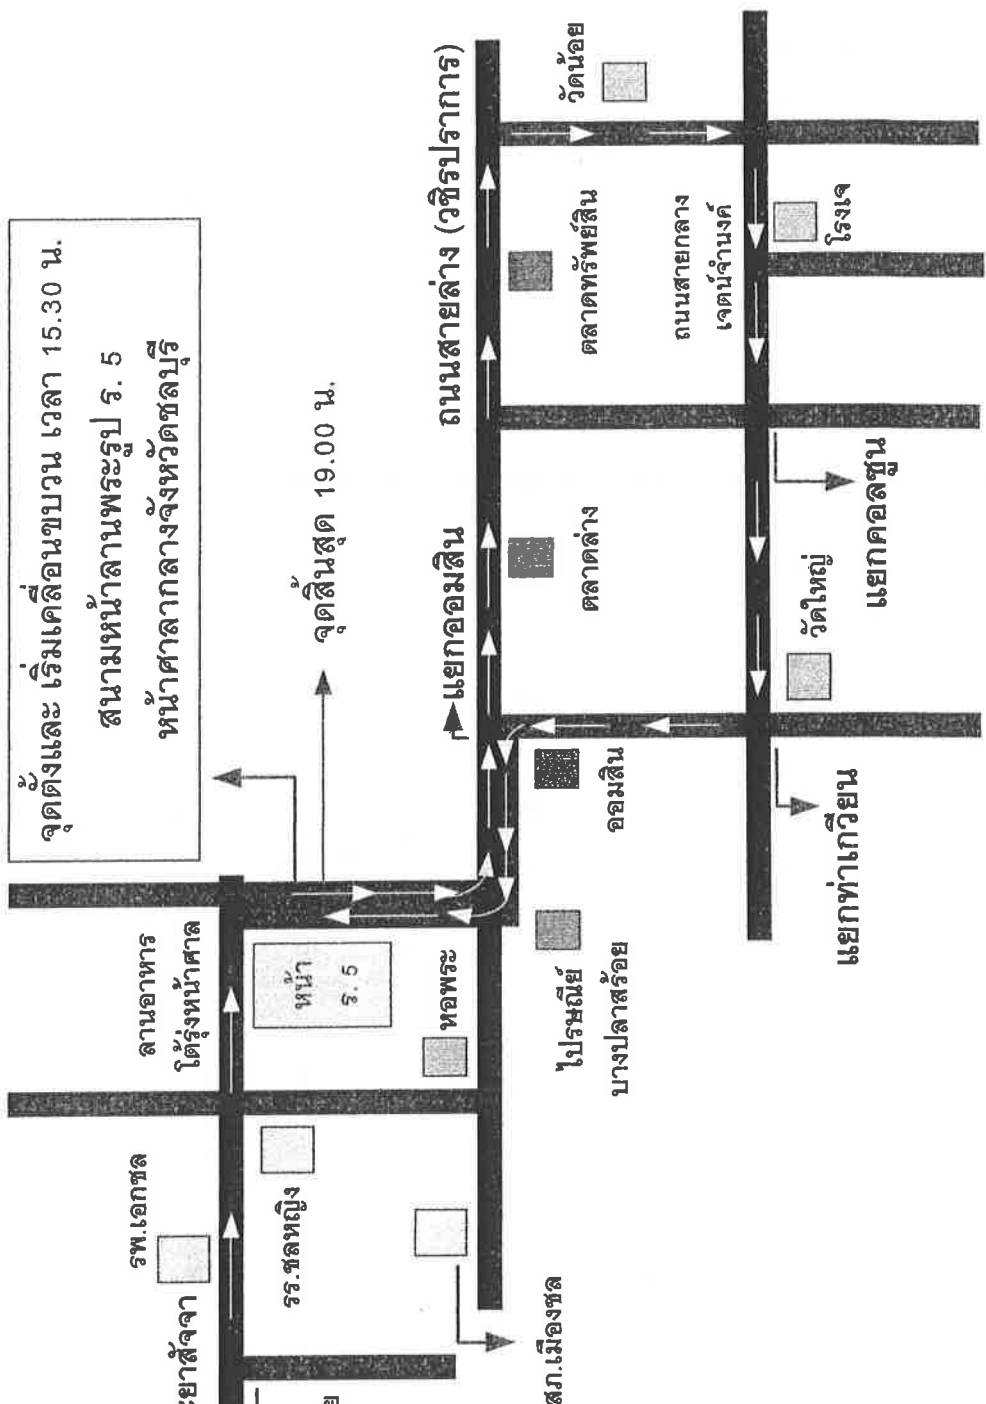 จุดตั้งและ เริ่มเคลื่อนขบวน เวลา 15.30 น.
สนามหน้าลานพระรูป ร. 5
หน้าศาลากลางจังหวัดชลบุรี
จุดสิ้นสุด 19.00 น.
แยกออมสิน
ถนนสายล่าง (วชิรปราการ)
วัดน้อย
ตลาดทรัพย์สิน
ถนนสายกลาง
เจตน์จำนงค์
โรงเจ
ตลาดล่าง
แยกคอลซูน
วัดใหญ่
ออมสิน
แยกท่าเกวียน
ลานอาหาร
โต้รุ่งหน้าศาล
หน้า
ร. 5
หอพระ
ไปรษณีย์
บางปลาสร้อย
รพ.เอกชล
รร.ชลหญิง
ยาสัจจา
สภ.เมืองชล